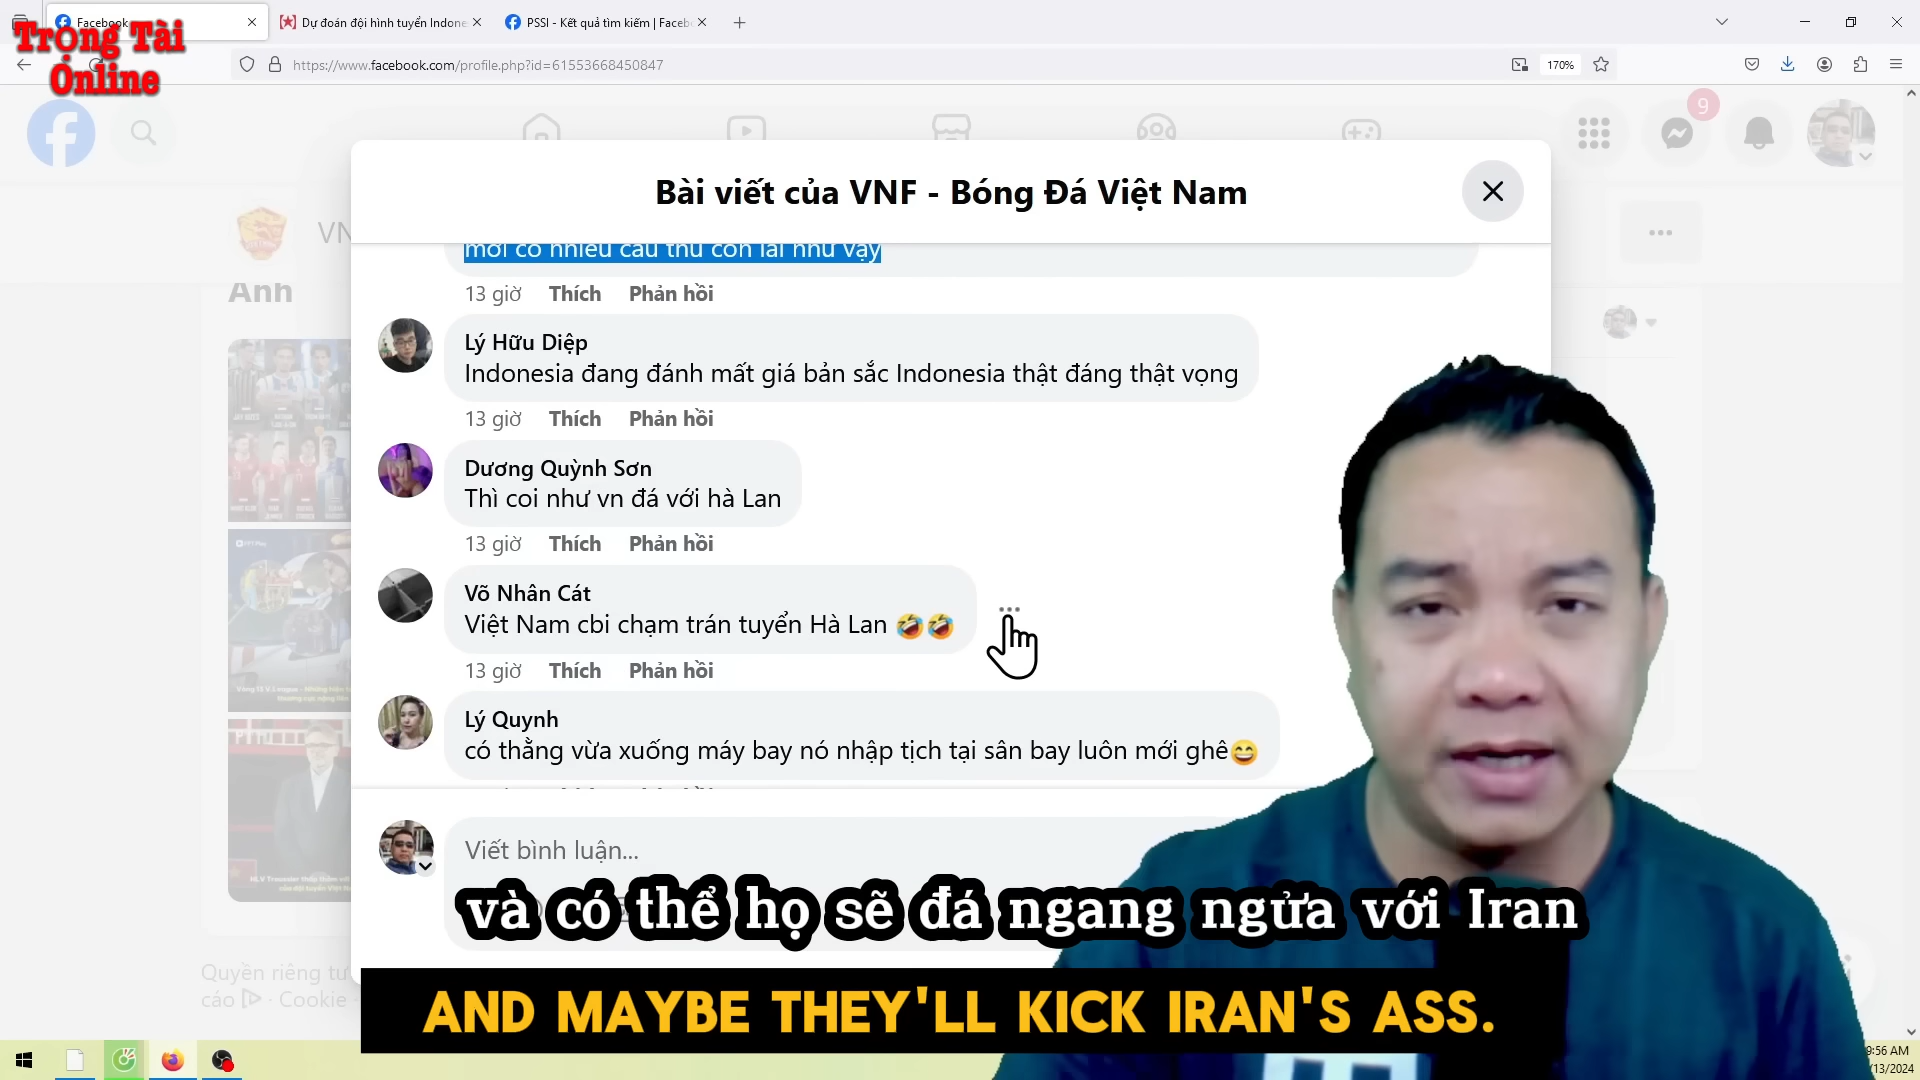 Facebook
Dự đoán đội hình tuyển Indone
PSSI - Kết quả tìm kiếm | Faceb
Trọng Tài
Online
https://www.facebook.com/profile.php?id=61553668450847
170%
9
Bài viết của VNF - Bóng Đá Việt Nam
VN
Ảnh
mới có nhiều cầu thủ con lai như vậy
13 giờ Thích Phản hồi
Lý Hữu Diệp
Indonesia đang đánh mất giá bản sắc Indonesia thật đáng thật vọng
13 giờ Thích Phản hồi
Dương Quỳnh Sơn
Thì coi như vn đá với hà Lan
13 giờ Thích Phản hồi
Võ Nhân Cát
Việt Nam cbi chạm trán tuyển Hà Lan 🤣🤣
13 giờ Thích Phản hồi
Lý Quynh
có thằng vừa xuống máy bay nó nhập tịch tại sân bay luôn mới ghê😄
Viết bình luận...
và có thể họ sẽ đá ngang ngửa với Iran
AND MAYBE THEY'LL KICK IRAN'S ASS.
Quyền riêng tư
cáo · Cookie ·
9:56 AM
/13/2024